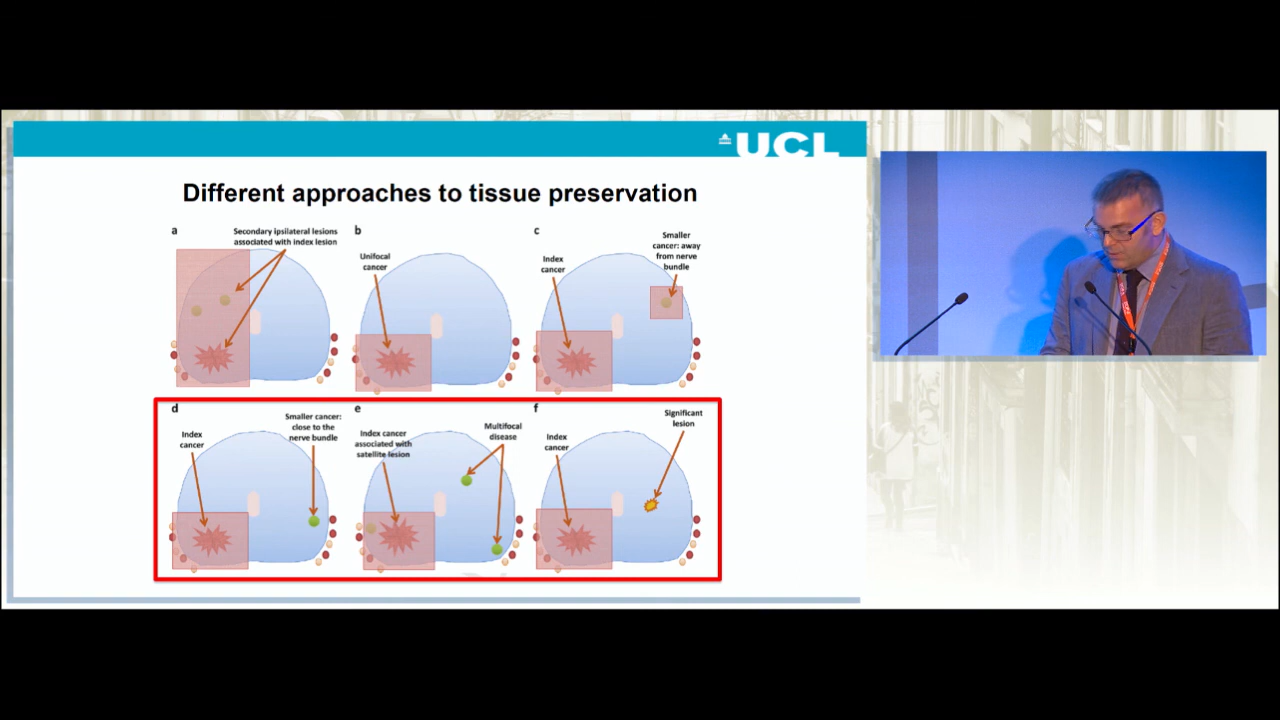 UCL
Different approaches to tissue preservation
a
Secondary ipsilateral lesions
associated with index lesion
b
Unifocal
cancer
c
Index
cancer
Smaller
cancer: away
from nerve
bundle
d
Index
cancer
Smaller cancer:
close to the
nerve bundle
e
Index cancer
associated with
satellite lesion
Multifocal
disease
f
Index
cancer
Significant
lesion